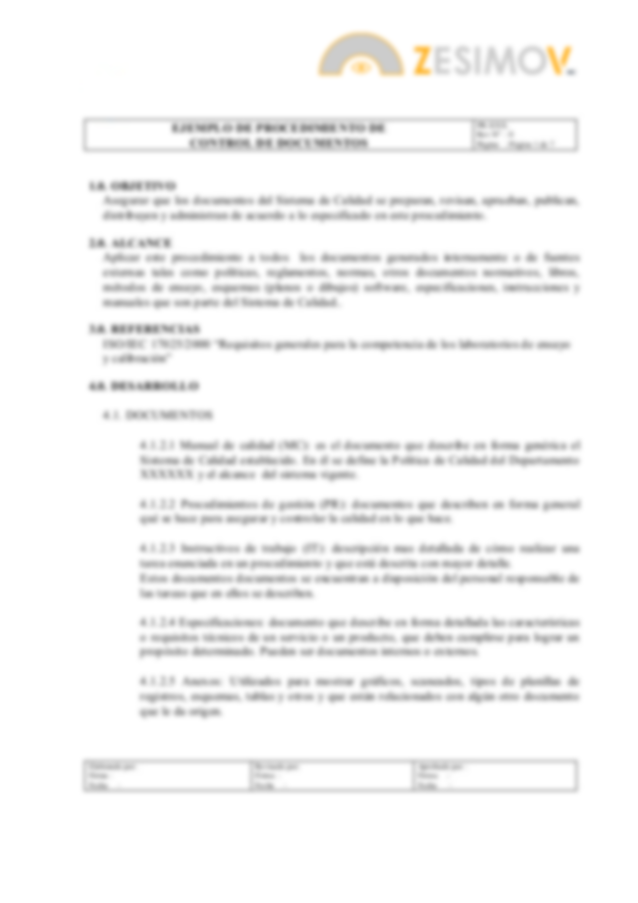 ZESIMOV
EJEMPLO DE PROCEDIMIENTO DE
CONTROL DE DOCUMENTOS
Página 1 de 7
1.0. OBJETIVO
Asegurar que los documentos del Sistema de Calidad se preparan, revisan, aprueban, publican,
distribuyen y administran de acuerdo a lo especificado en este procedimiento.
2.0. ALCANCE
Aplicar este procedimiento a todos los documentos generados internamente o de fuentes
externas tales como políticas, reglamentos, normas, otros documentos normativos, libros,
métodos de ensayo, esquemas (planos o dibujos) software, especificaciones, instrucciones y
manuales que son parte del Sistema de Calidad..
3.0. REFERENCIAS
ISO/IEC 17025/2000 "Requisitos generales para la competencia de los laboratorios de ensayo
y calibración"
4.0. DESARROLLO
4.1. DOCUMENTOS
4.1.2.1 Manual de calidad (MC): es el documento que describe en forma genérica el
Sistema de Calidad establecido. En él se define la Política de Calidad del Departamento
XXXXXX y el alcance del sistema vigente.
4.1.2.2 Procedimientos de gestión (PR): documentos que describen en forma general
qué se hace para asegurar y controlar la calidad en lo que hace.
4.1.2.3 Instructivos de trabajo (IT): descripción mas detallada de cómo realizar una
tarea enunciada en un procedimiento y que está descrita con mayor detalle.
Estos documentos documentos se encuentran a disposición del personal responsable de
las tareas que en ellos se describen.
4.1.2.4 Especificaciones: documento que describe en forma detallada las características
o requisitos técnicos de un servicio o un producto, que deben cumplirse para lograr un
propósito determinado. Pueden ser documentos internos o externos.
4.1.2.5 Anexos: Utilizados para mostrar gráficos, tipos de planillas de
registros, esquemas, tablas y otros y que están relacionados con algún otro documento
que le da origen.
Elaborado por:
Revisado por:
Aprobado por:
Fecha
Fecha
Fecha